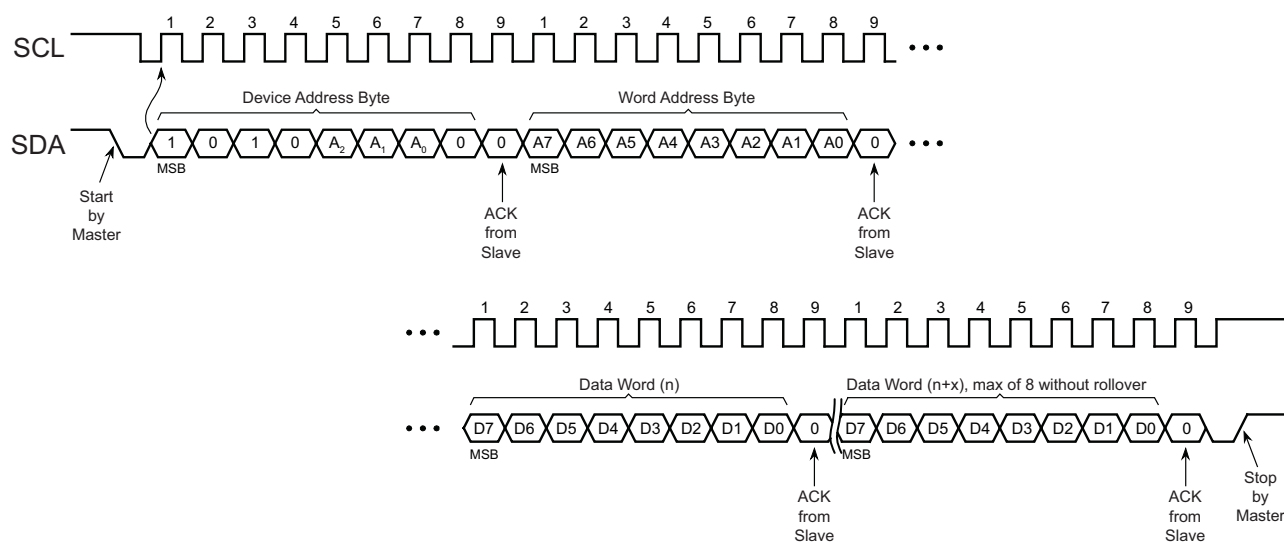 1 2 3 4 5 6 7 8 9 1 2 3 4 5 6 7 8 9
SCL
Device Address Byte Word Address Byte
SDA 1 0 1 0 A2 A1 A0 0 0 A7 A6 A5 A4 A3 A2 A1 A0 0
MSB MSB
Start
by
Master
ACK
from
Slave
ACK
from
Slave
1 2 3 4 5 6 7 8 9 1 2 3 4 5 6 7 8 9
Data Word (n) Data Word (n+x), max of 8 without rollover
D7 D6 D5 D4 D3 D2 D1 D0 0 D7 D6 D5 D4 D3 D2 D1 D0 0
MSB MSB
ACK
from
Slave
ACK
from
Slave
Stop
by
Master